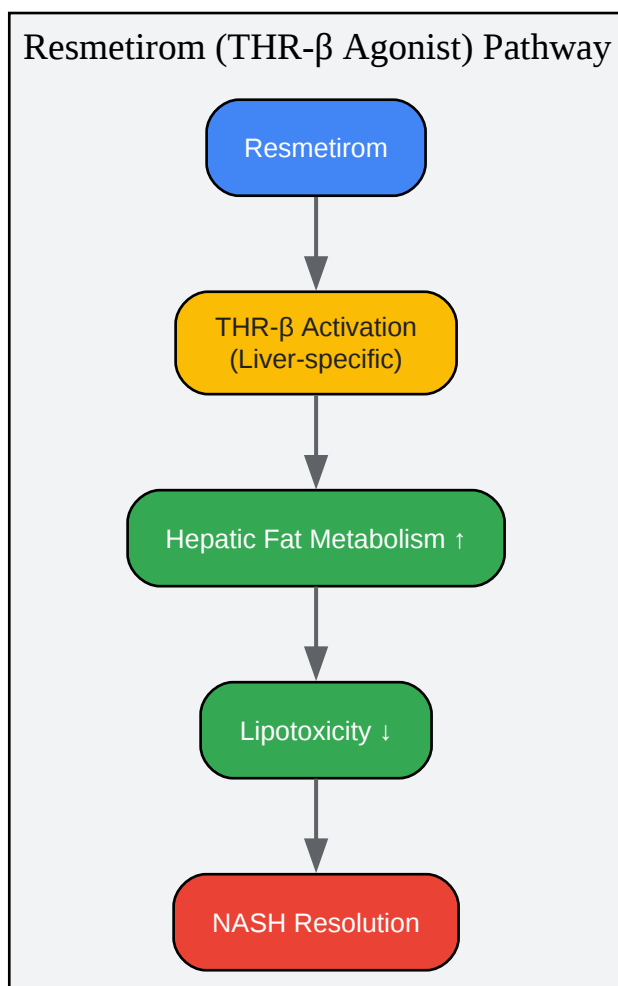 Resmetirom (THR-β Agonist) Pathway
Resmetirom
THR-β Activation
(Liver-specific)
Hepatic Fat Metabolism ↑
Lipotoxicity ↓
NASH Resolution